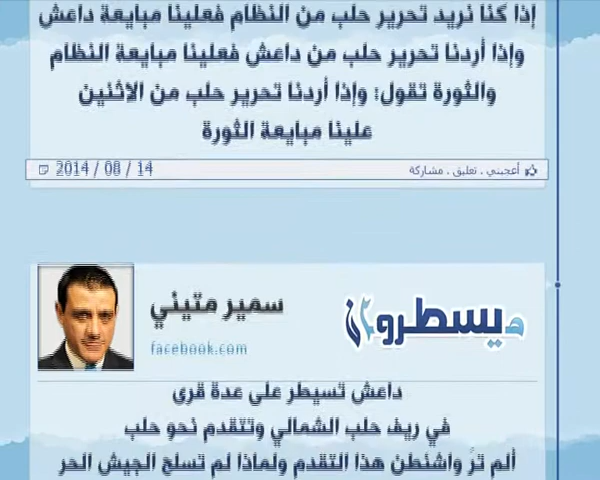 إذا كنا نريد تحرير حلب من النظام فعلينا مبايعة داعش
وإذا أردنا تحرير حلب من داعش فعلينا مبايعة النظام
والثورة تقول: وإذا أردنا تحرير حلب من الإثنين
علينا مبايعة الثورة
أعجبني . تعليق . مشاركة
2014 / 08 / 14
يسطرون
سمير متيني
facebook.com
داعش تسيطر على عدة قرى
في ريف حلب الشمالي وتتقدم نحو حلب
ألم ترَ واشنطن هذا التقدم ولماذا لم تسلح الجيش الحر